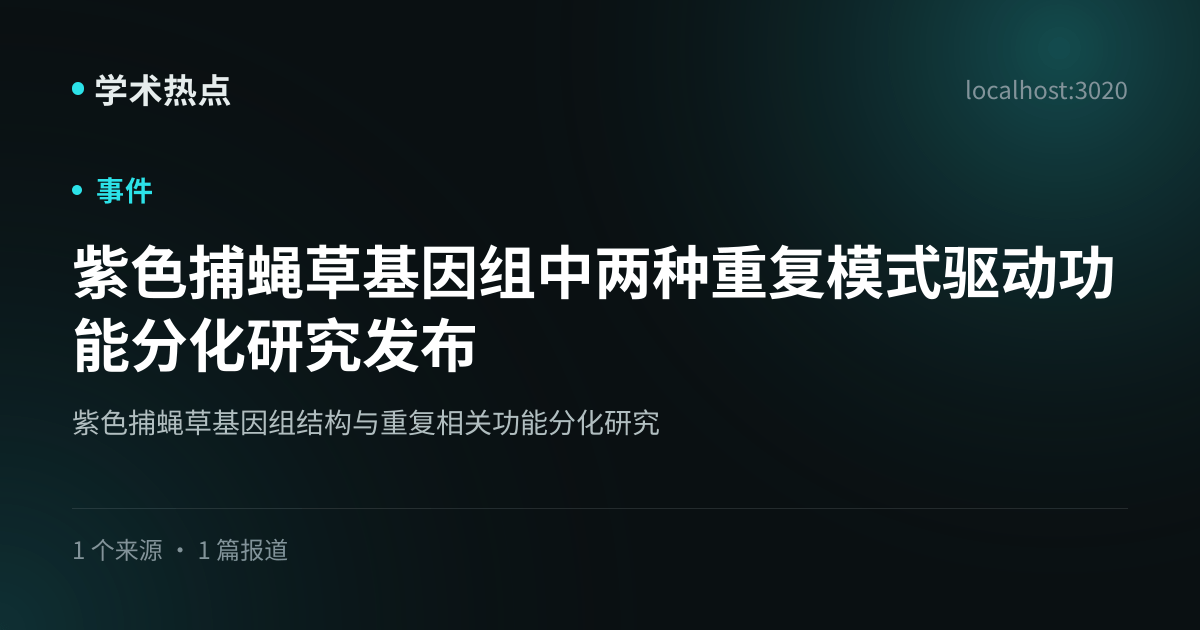 学术热点
localhost:3020
事件
紫色捕蝇草基因组中两种重复模式驱动功
能分化研究发布
紫色捕蝇草基因组结构与重复相关功能分化研究
1 个来源 · 1 篇报道